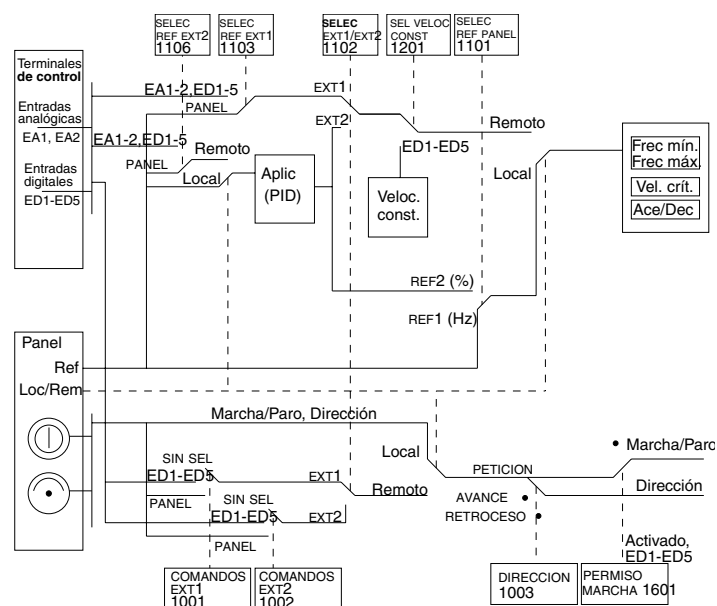 SELEC
REF EXT2
1106
SELEC
REF EXT1
1103
SELEC
EXT1/EXT2
1102
SEL VELOC
CONST
1201
SELEC
REF PANEL
1101
Terminales
de control
Entradas
analógicas
EA1, EA2
Entradas
digitales
ED1-ED5
EA1-2,ED1-5
PANEL
EXT1
EXT2
Remoto
EA1-2,ED1-5
PANEL
Remoto
Local
Aplic
(PID)
ED1-ED5
Veloc.
const.
Local
Frec mín.
Frec máx.
Vel. crít.
Ace/Dec
REF2 (%)
REF1 (Hz)
Panel
Ref
Loc/Rem
Marcha/Paro, Dirección
Local
Marcha/Paro
SIN SEL
ED1-ED5
EXT1
PETICION
Remoto
Dirección
PANEL
SIN SEL
ED1-ED5
EXT2
AVANCE
RETROCESO
PANEL
Activado,
ED1-ED5
COMANDOS
EXT1
1001
COMANDOS
EXT2
1002
DIRECCION
1003
PERMISO
MARCHA 1601